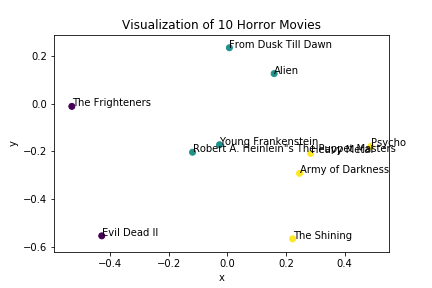 Visualization of 10 Horror Movies
From Dusk Till Dawn
0.2
Alien
0.0
The Frighteners
y
Young Frankenstein
Psycho
Robert A. Heinlein's The Puppet Masters
Heavy Metal
−0.2
Army of Darkness
−0.4
Evil Dead II
The Shining
−0.6
−0.4 −0.2 0.0 0.2 0.4
x